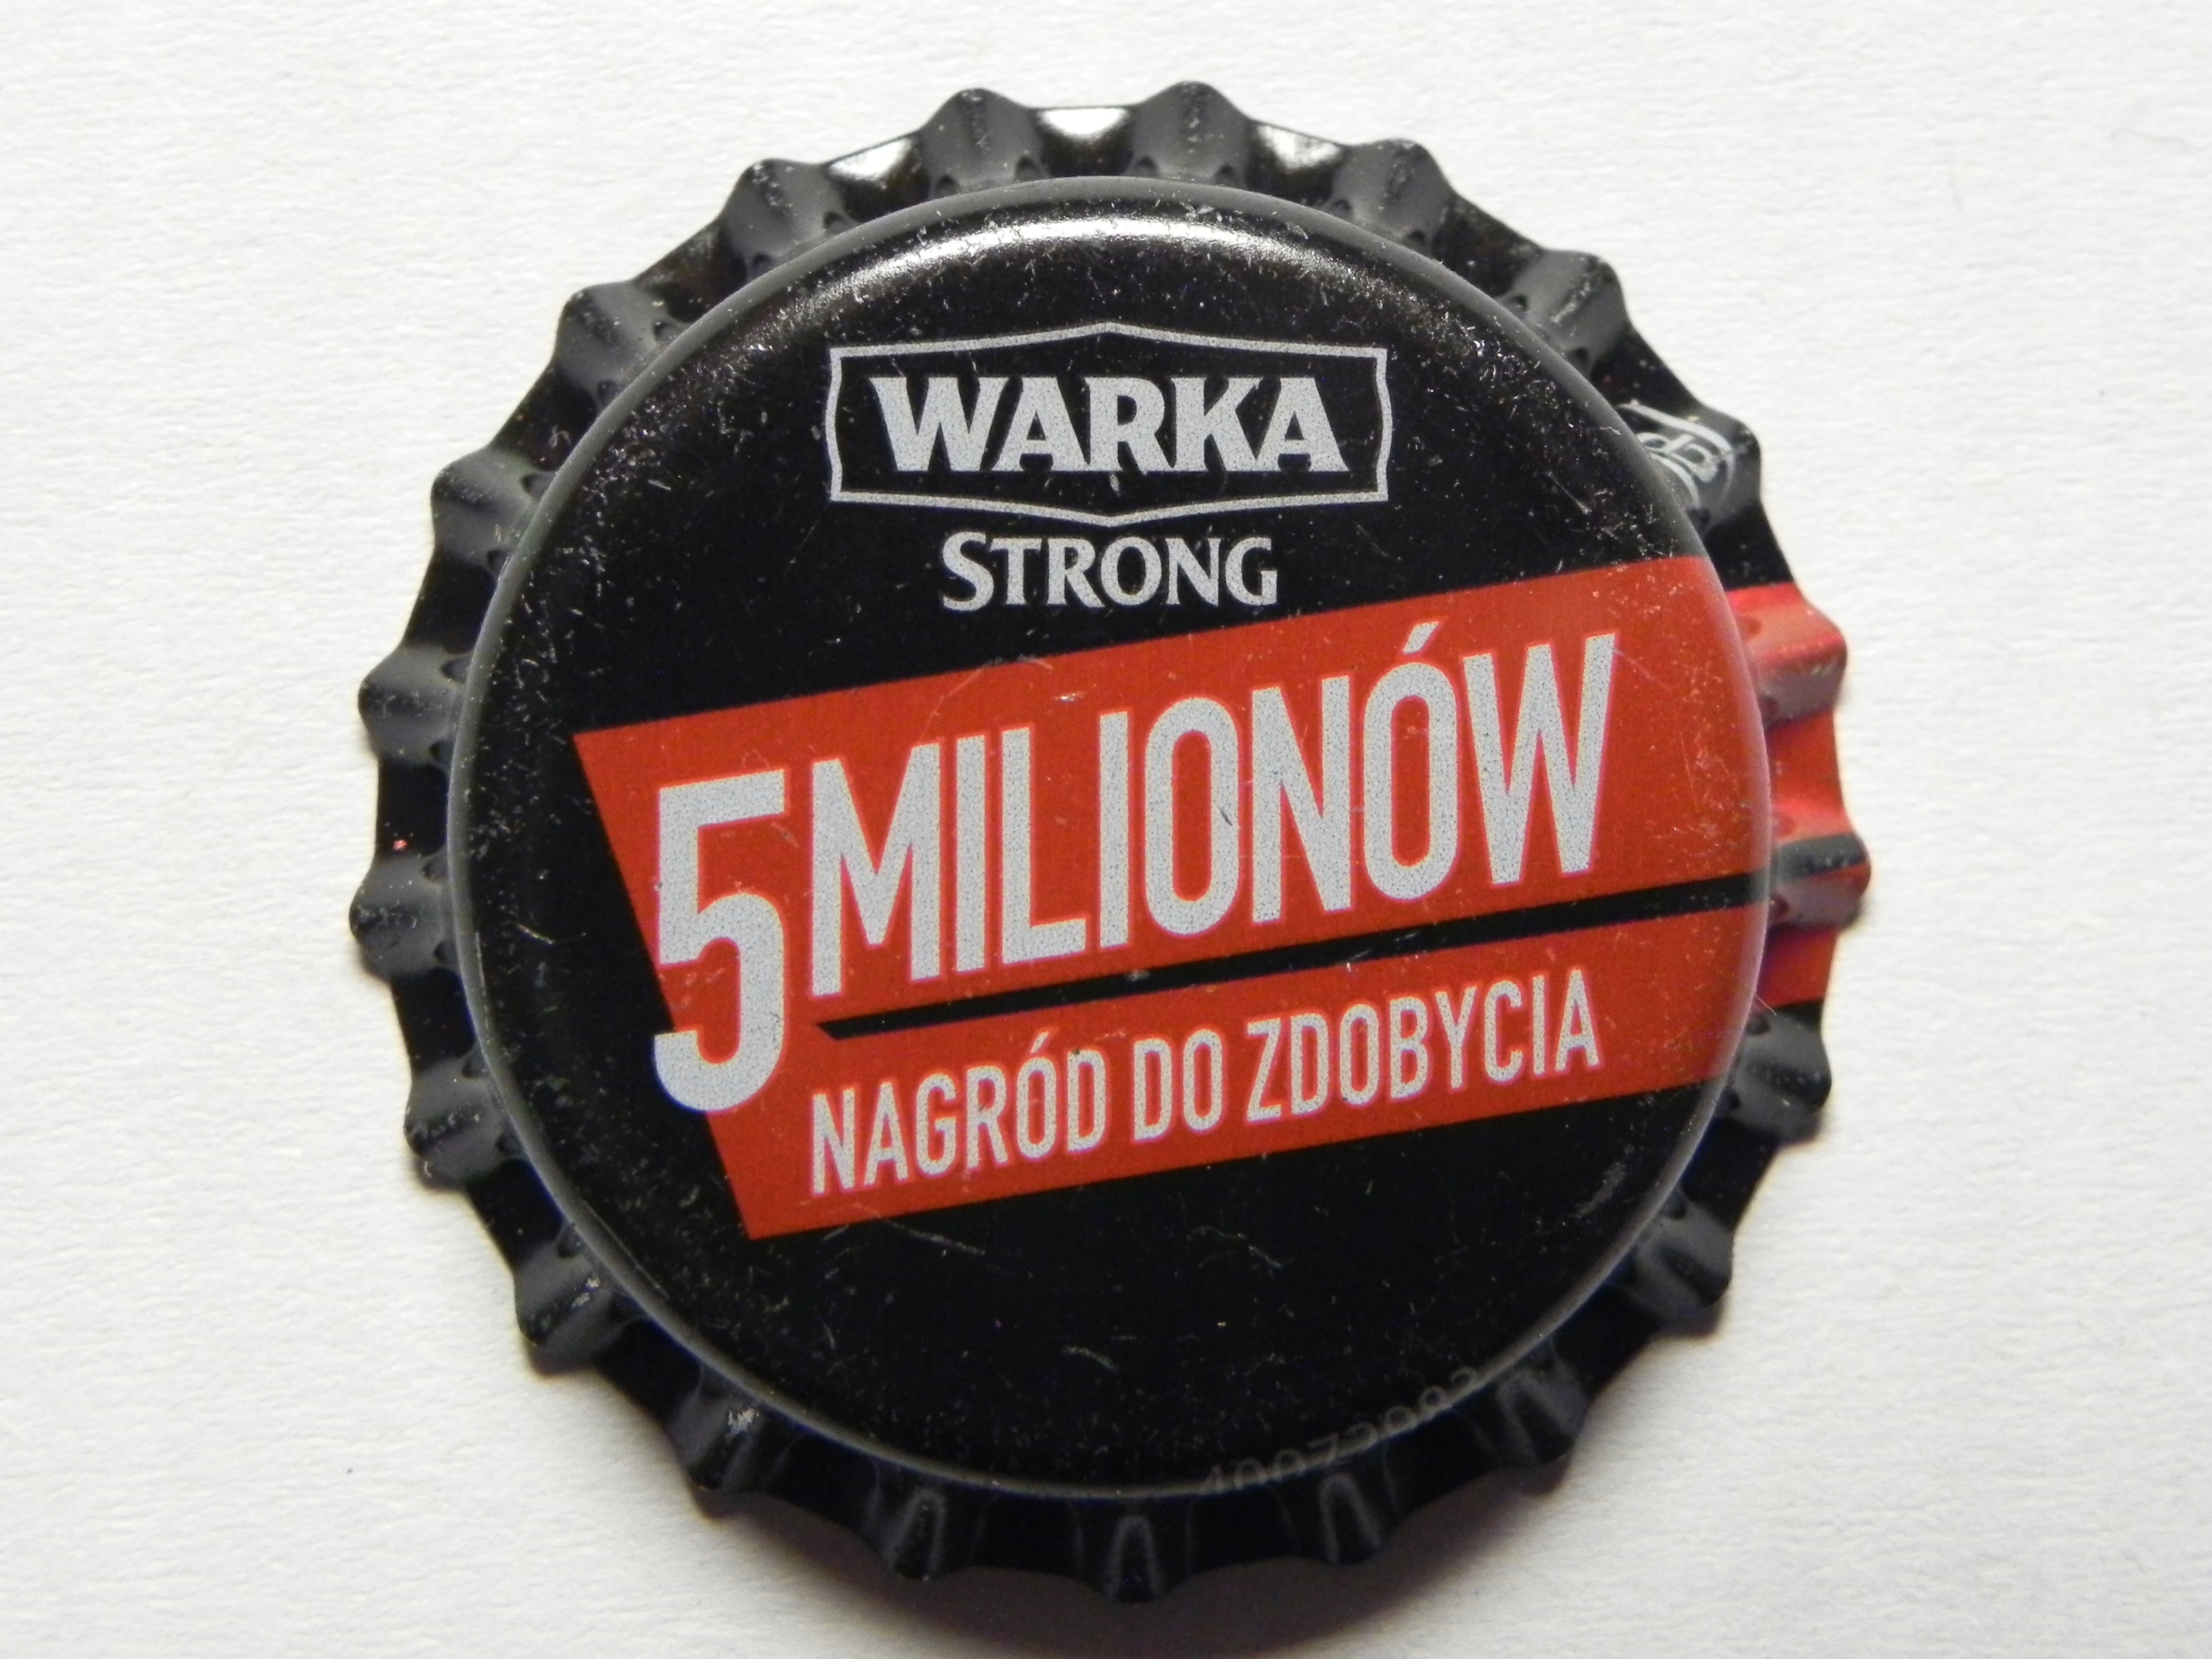 WARKA
STRONG
5 MILIONÓW
NAGRÓD DO ZDOBYCIA